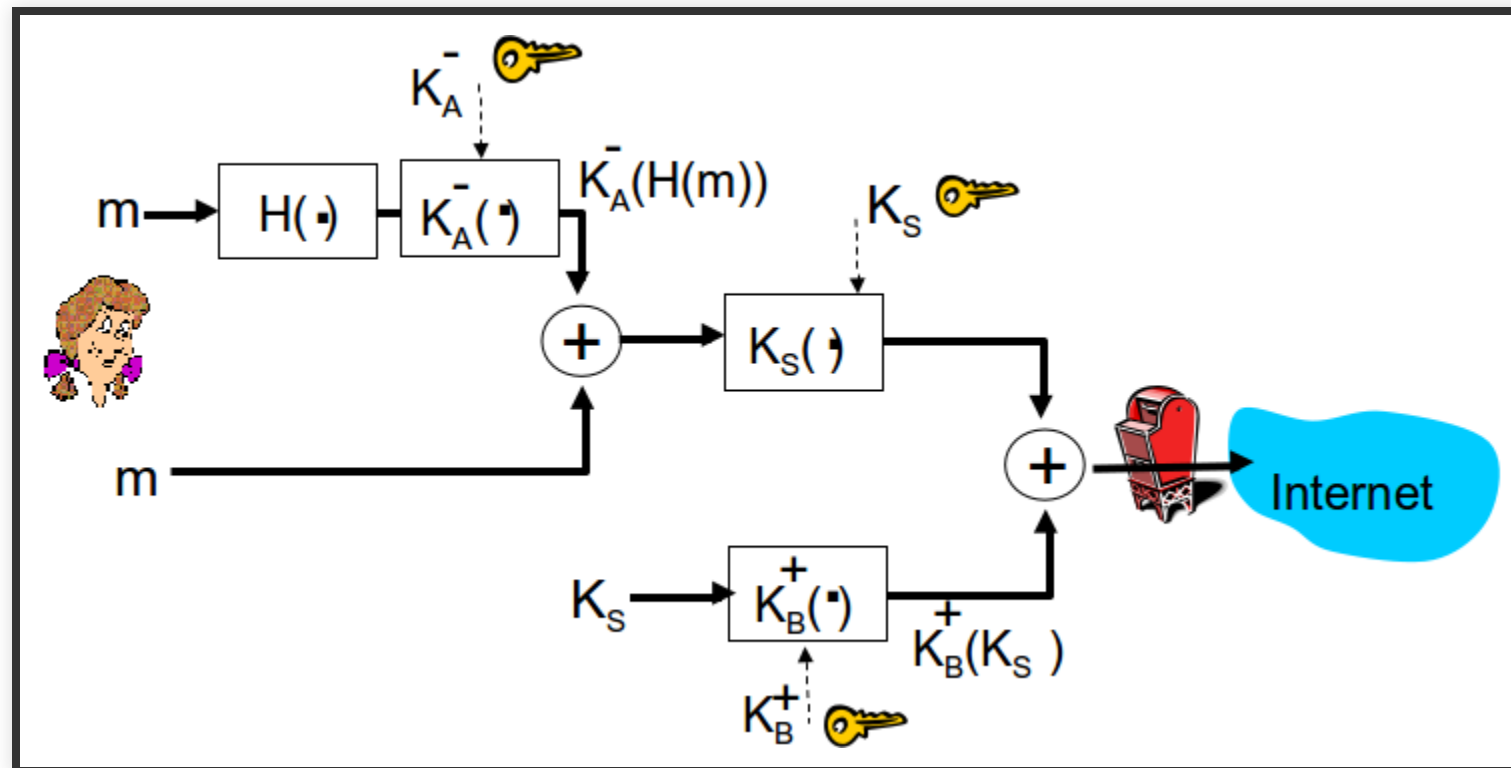 K_A^-
K_A^-(H(m))
m
H(·)
K_A^-(·)
K_S
+
K_S(·)
m
+
Internet
K_S
K_B^+(·)
K_B^+(K_S )
K_B^+